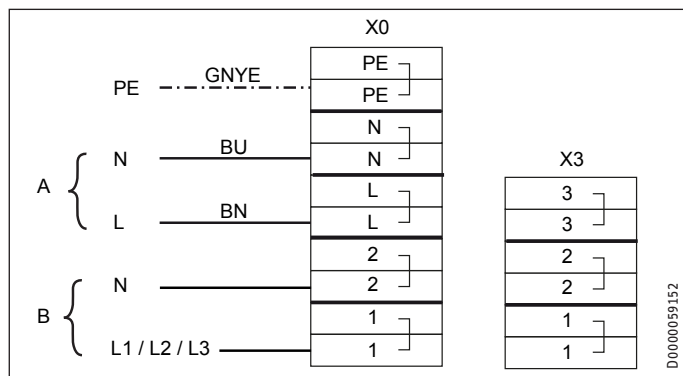 X0
PE
PE GNYE PE
N
A N BU N
X3
L 3
L BN L 3
2 2
B N 2 2
1 1
L1 / L2 / L3 1 1
D0000059152